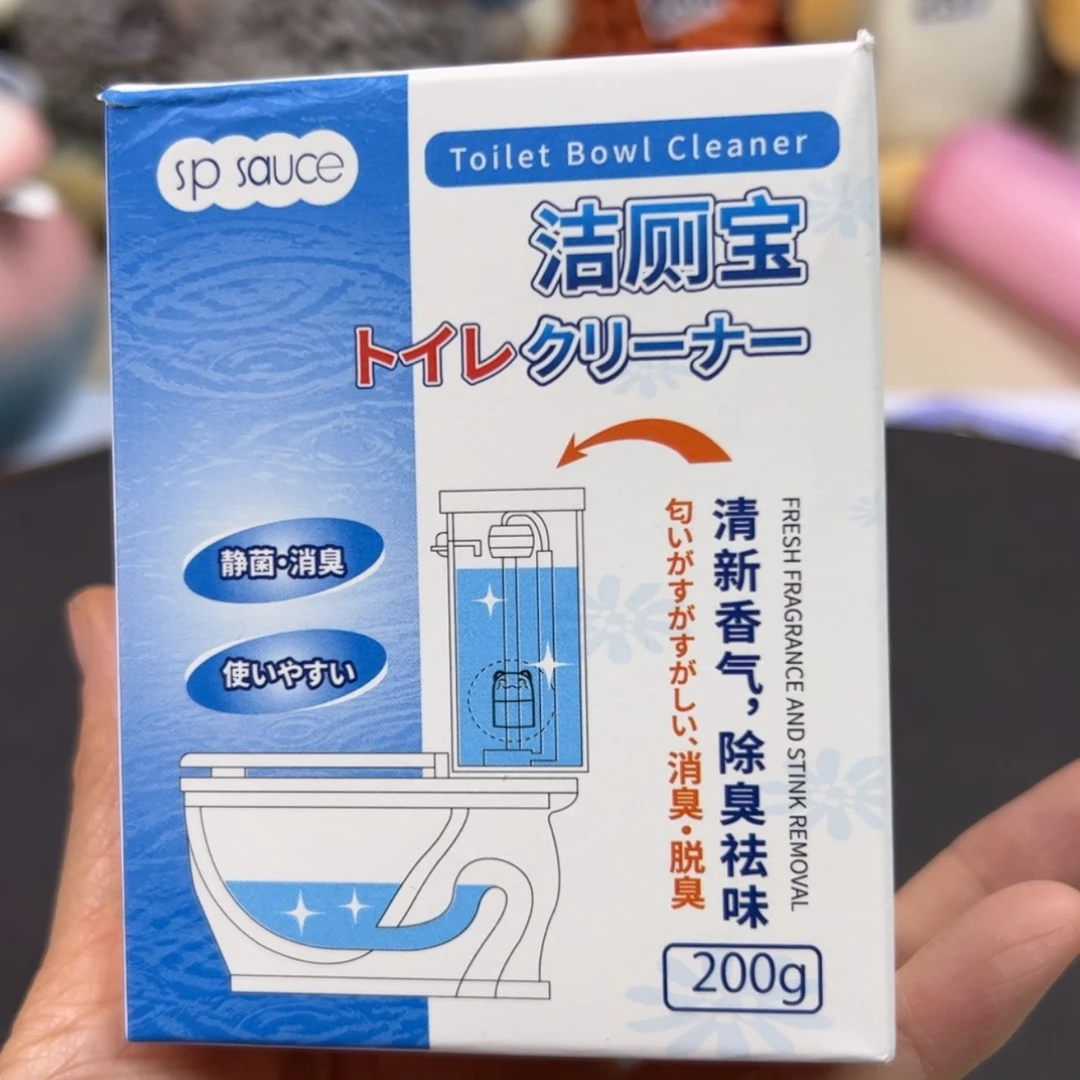 sp sauce
Toilet Bowl Cleaner
洁厕宝
トイレクリーナー
静菌・消臭
使いやすい
FRESH FRAGRANCE AND STINK REMOVAL
清新香气，除臭祛味
匂いがすがすがしい、消臭・脱臭
200g